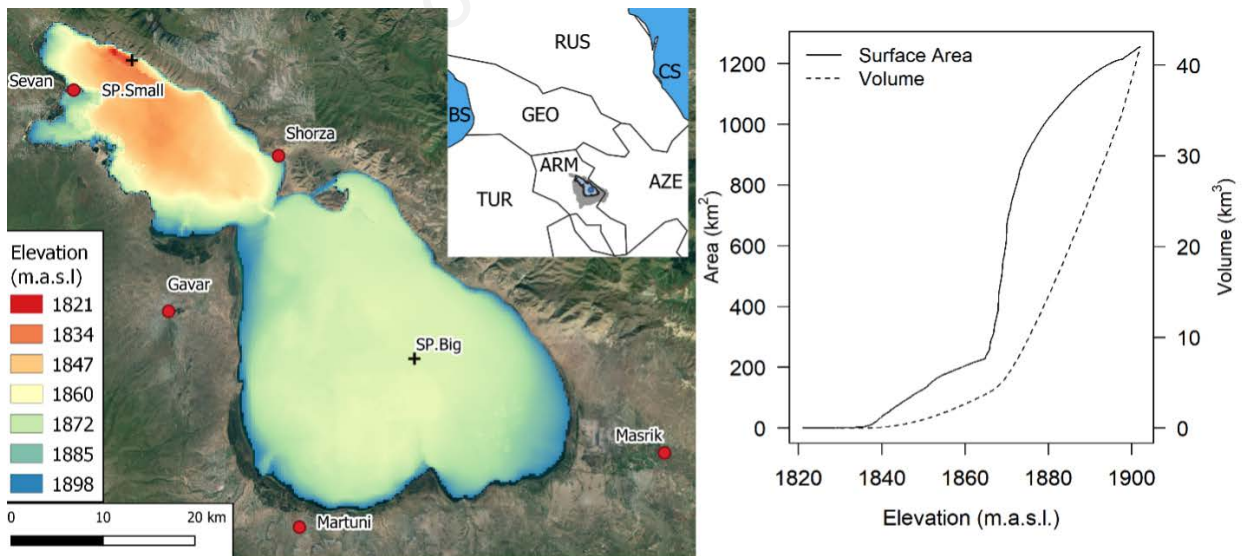 Sevan
SP.Small
Shorza
Gavar
SP.Big
Masrik
Martuni
Elevation
(m.a.s.l)
1821
1834
1847
1860
1872
1885
1898
0 10 20 km
RUS
CS
BS
GEO
ARM
AZE
TUR
Surface Area
Volume
Area (km²)
1200
1000
800
600
400
200
0
Volume (km³)
40
30
20
10
0
1820 1840 1860 1880 1900
Elevation (m.a.s.l.)